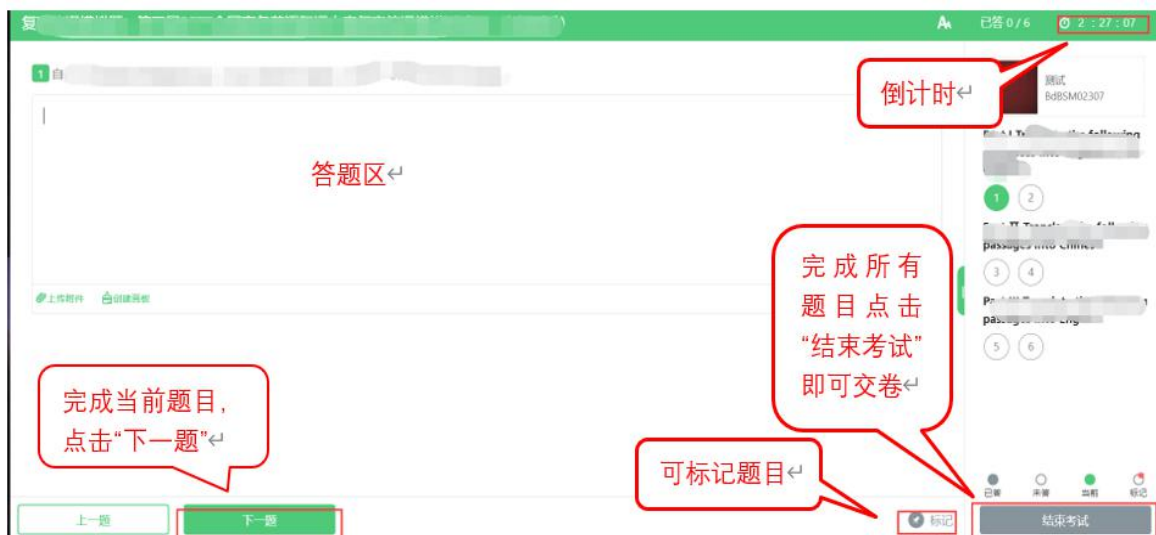 复
已答 0 / 6
2 : 27 : 07
1 自
倒计时↵
测试
BdBSM02307
following
答题区↵
1 2
passages into Chinese
3 4
上传附件 创建画板
完成所有
题目点击
“结束考试”
即可交卷↵
5 6
完成当前题目,
点击“下一题”↵
可标记题目↵
已答 未答 当前 标记
上一题 下一题 标记 结束考试